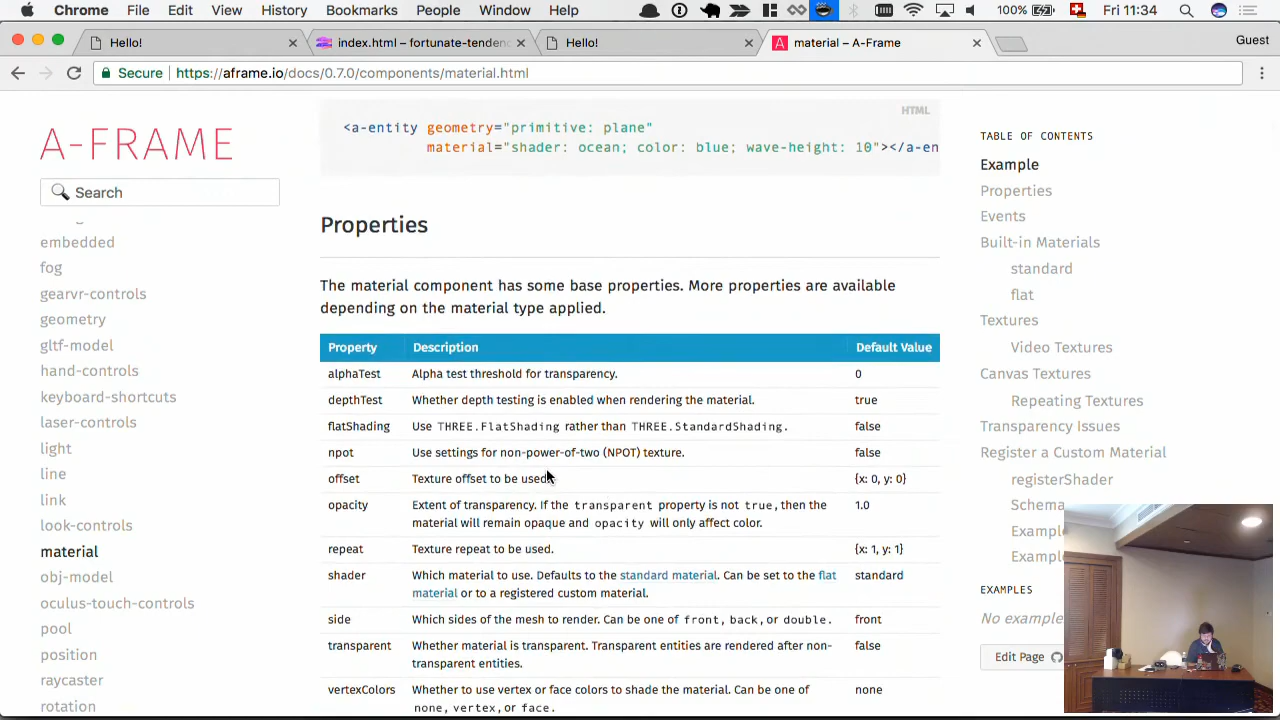 Chrome File Edit View History Bookmarks People Window Help 100% Fri 11:34
Hello!
index.html – fortunate-tendenc
Hello!
material – A-Frame
Guest
Secure https://aframe.io/docs/0.7.0/components/material.html
A-FRAME
Search
embedded
fog
gearvr-controls
geometry
gltf-model
hand-controls
keyboard-shortcuts
laser-controls
light
line
link
look-controls
material
obj-model
oculus-touch-controls
pool
position
raycaster
rotation
HTML
<a-entity geometry="primitive: plane"
material="shader: ocean; color: blue; wave-height: 10"></a-en
Properties
The material component has some base properties. More properties are available
depending on the material type applied.
Property Description Default Value
alphaTest Alpha test threshold for transparency. 0
depthTest Whether depth testing is enabled when rendering the material. true
flatShading Use THREE.FlatShading rather than THREE.StandardShading. false
npot Use settings for non-power-of-two (NPOT) texture. false
offset Texture offset to be used. {x: 0, y: 0}
opacity Extent of transparency. If the transparent property is not true, then the 1.0
material will remain opaque and opacity will only affect color.
repeat Texture repeat to be used. {x: 1, y: 1}
shader Which material to use. Defaults to the standard material. Can be set to the flat standard
material or to a registered custom material.
side Which sides of the mesh to render. Can be one of front, back, or double. front
transparent Whether material is transparent. Transparent entities are rendered after non- false
transparent entities.
vertexColors Whether to use vertex or face colors to shade the material. Can be one of none
none, vertex, or face.
TABLE OF CONTENTS
Example
Properties
Events
Built-in Materials
standard
flat
Textures
Video Textures
Canvas Textures
Repeating Textures
Transparency Issues
Register a Custom Material
registerShader
Schema
Exampl
Exampl
EXAMPLES
No example
Edit Page